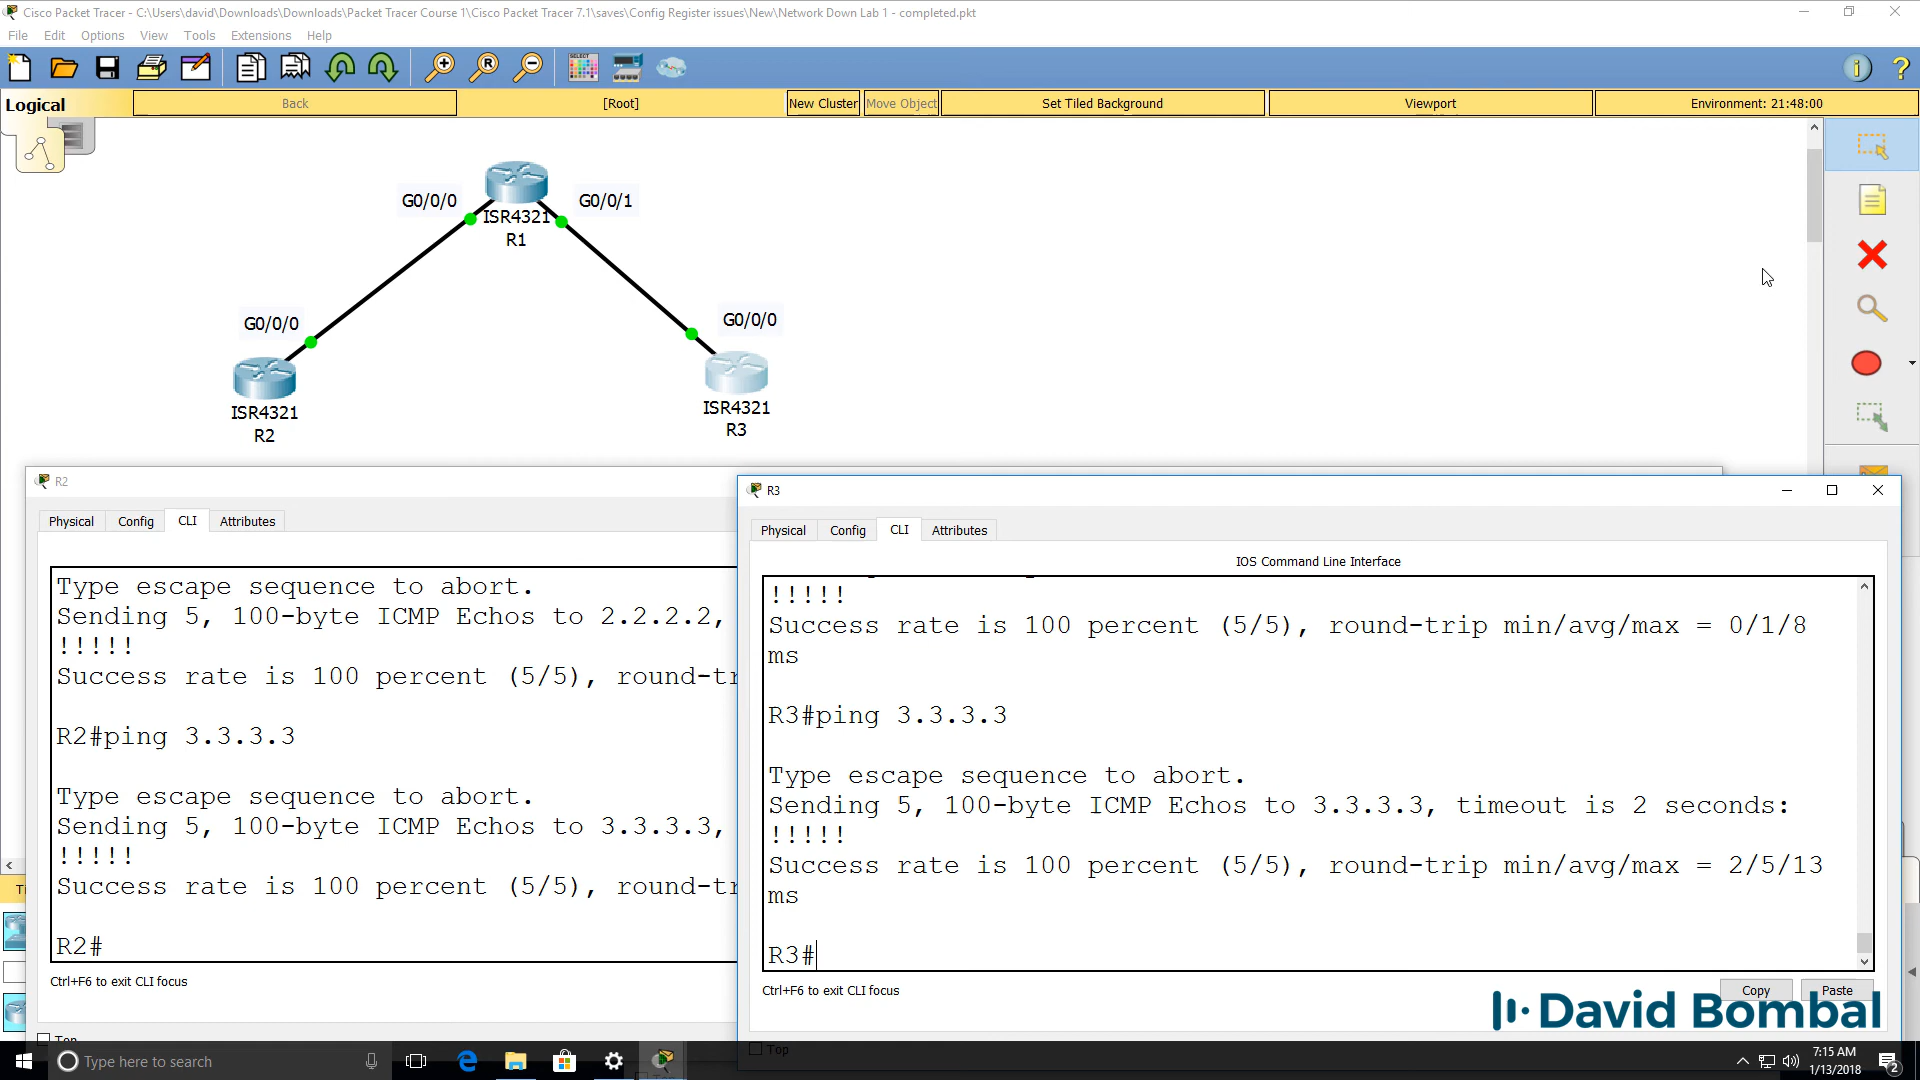 Cisco Packet Tracer - C:\Users\david\Downloads\Downloads\Packet Tracer Course 1\Cisco Packet Tracer 7.1\saves\Config Register issues\New\Network Down Lab 1 - completed.pkt
File Edit Options View Tools Extensions Help
Logical Back [Root] New Cluster Move Object Set Tiled Background Viewport Environment: 21:48:00
G0/0/0
G0/0/1
ISR4321
R1
G0/0/0
G0/0/0
ISR4321
R2
ISR4321
R3
R2
Physical Config CLI Attributes
Type escape sequence to abort.
Sending 5, 100-byte ICMP Echos to 2.2.2.2,
!!!!!
Success rate is 100 percent (5/5), round-tr
R2#ping 3.3.3.3
Type escape sequence to abort.
Sending 5, 100-byte ICMP Echos to 3.3.3.3,
!!!!!
Success rate is 100 percent (5/5), round-tr
R2#
Ctrl+F6 to exit CLI focus
R3
Physical Config CLI Attributes
IOS Command Line Interface
!!!!!
Success rate is 100 percent (5/5), round-trip min/avg/max = 0/1/8
ms
R3#ping 3.3.3.3
Type escape sequence to abort.
Sending 5, 100-byte ICMP Echos to 3.3.3.3, timeout is 2 seconds:
!!!!!
Success rate is 100 percent (5/5), round-trip min/avg/max = 2/5/13
ms
R3#
Ctrl+F6 to exit CLI focus
Copy Paste
David Bombal
Top
Top
Type here to search
7:15 AM
1/13/2018
2